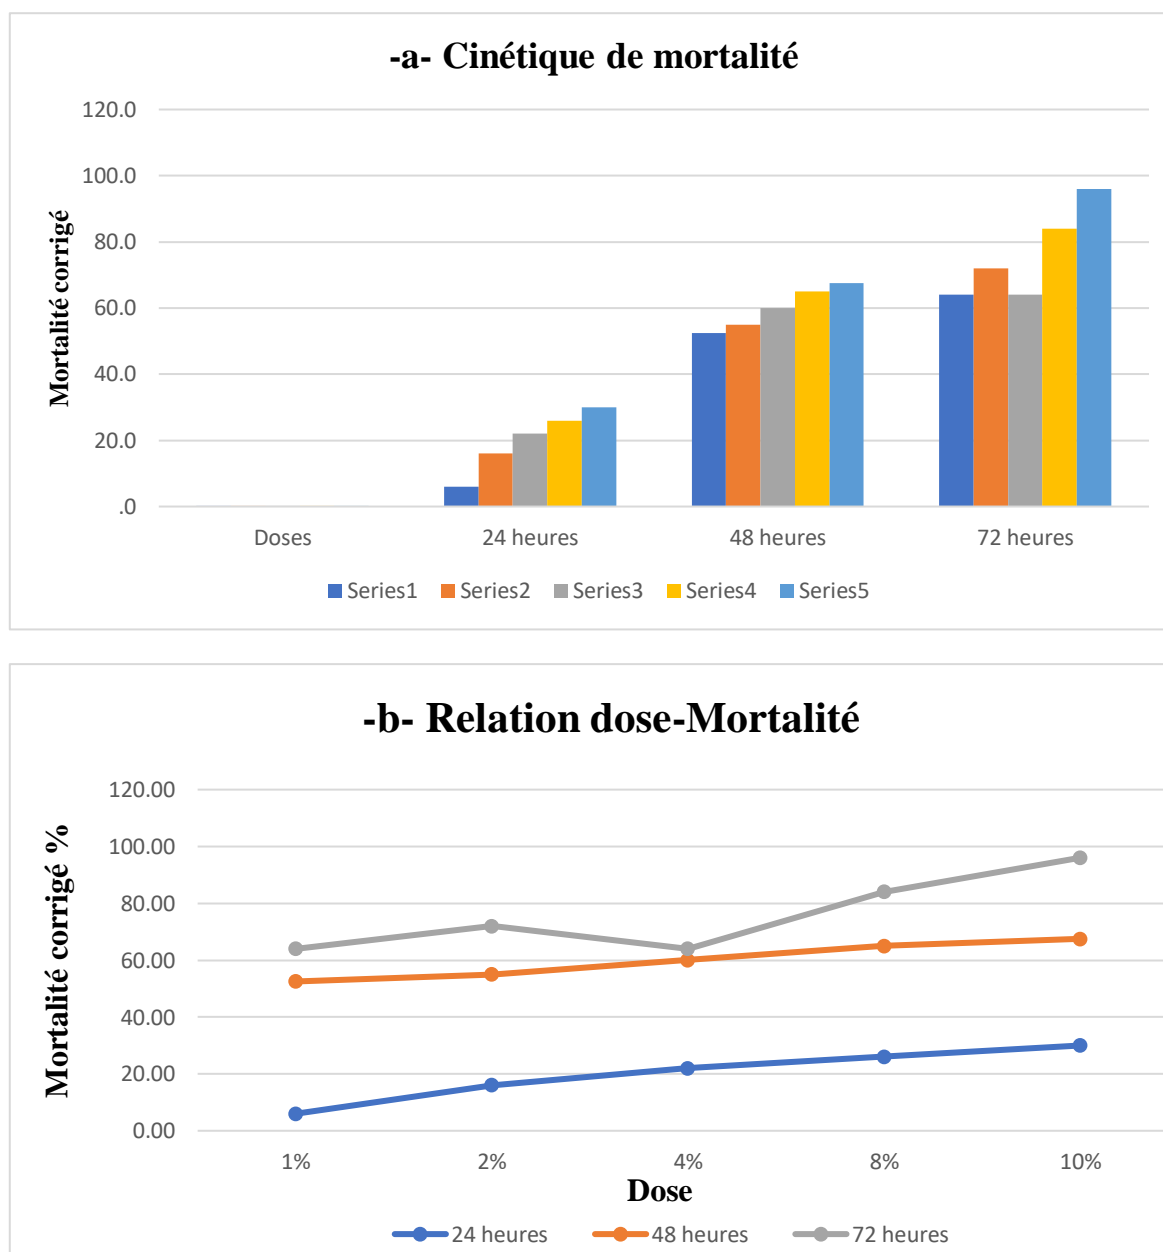 -a- Cinétique de mortalité
Mortalité corrigé
120.0
100.0
80.0
60.0
40.0
20.0
.0
Doses 24 heures 48 heures 72 heures
Series1 Series2 Series3 Series4 Series5
-b- Relation dose-Mortalité
Mortalité corrigé %
120.00
100.00
80.00
60.00
40.00
20.00
0.00
1% 2% 4% 8% 10%
Dose
24 heures 48 heures 72 heures